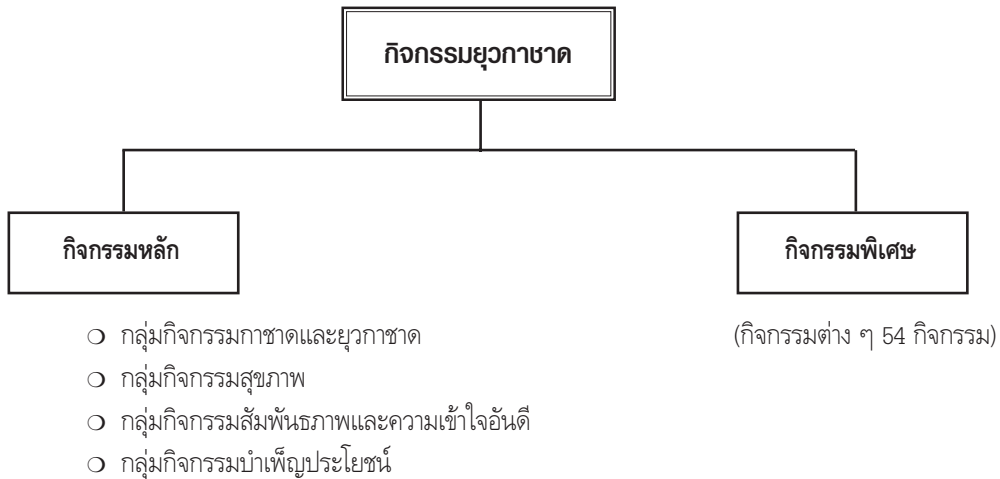 กิจกรรมยุวกาชาด
กิจกรรมหลัก
กิจกรรมพิเศษ
❍ กลุ่มกิจกรรมกาชาดและยุวกาชาด
(กิจกรรมต่าง ๆ 54 กิจกรรม)
❍ กลุ่มกิจกรรมสุขภาพ
❍ กลุ่มกิจกรรมสัมพันธภาพและความเข้าใจอันดี
❍ กลุ่มกิจกรรมบำเพ็ญประโยชน์